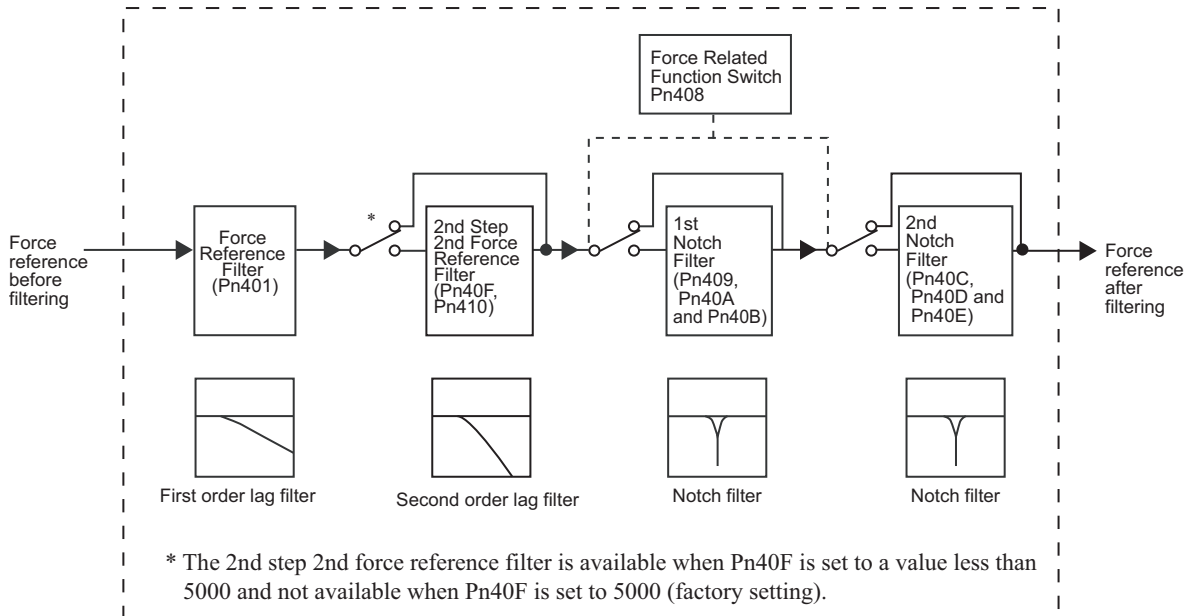 Force Related
Function Switch
Pn408
Force
reference
before
filtering
Force
Reference
Filter
(Pn401)
*
2nd Step
2nd Force
Reference
Filter
(Pn40F,
Pn410)
1st
Notch
Filter
(Pn409,
Pn40A
and Pn40B)
2nd
Notch
Filter
(Pn40C,
Pn40D and
Pn40E)
Force
reference
after
filtering
First order lag filter
Second order lag filter
Notch filter
Notch filter
* The 2nd step 2nd force reference filter is available when Pn40F is set to a value less than
5000 and not available when Pn40F is set to 5000 (factory setting).